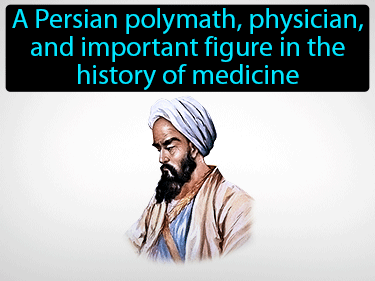 A Persian polymath, physician,
and important figure in the
history of medicine